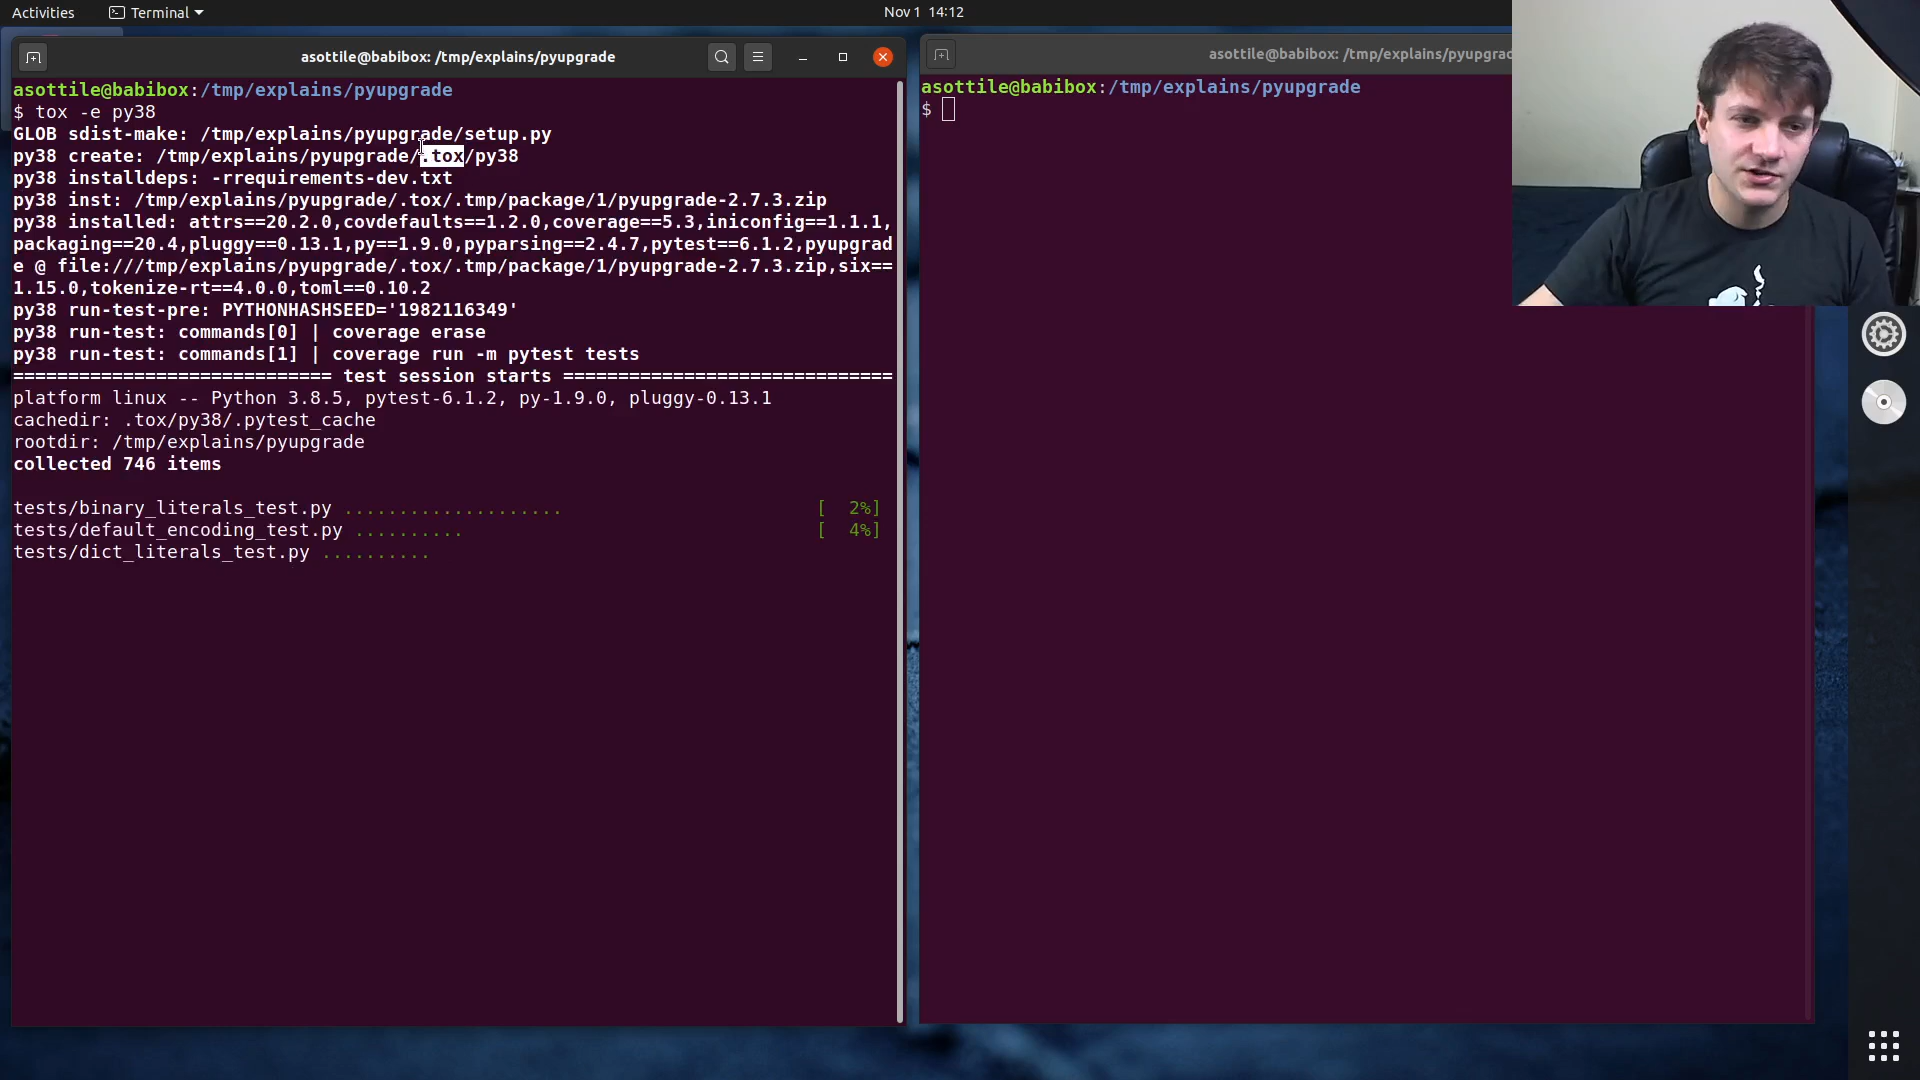 Activities
Terminal
Nov 1 14:12
asottile@babibox: /tmp/explains/pyupgrade
asottile@babibox:/tmp/explains/pyupgrade
$ tox -e py38
GLOB sdist-make: /tmp/explains/pyupgrade/setup.py
py38 create: /tmp/explains/pyupgrade/.tox/py38
py38 installdeps: -rrequirements-dev.txt
py38 inst: /tmp/explains/pyupgrade/.tox/.tmp/package/1/pyupgrade-2.7.3.zip
py38 installed: attrs==20.2.0,covdefaults==1.2.0,coverage==5.3,iniconfig==1.1.1,
packaging==20.4,pluggy==0.13.1,py==1.9.0,pyparsing==2.4.7,pytest==6.1.2,pyupgrad
e @ file:///tmp/explains/pyupgrade/.tox/.tmp/package/1/pyupgrade-2.7.3.zip,six==
1.15.0,tokenize-rt==4.0.0,toml==0.10.2
py38 run-test-pre: PYTHONHASHSEED='1982116349'
py38 run-test: commands[0] | coverage erase
py38 run-test: commands[1] | coverage run -m pytest tests
============================= test session starts ==============================
platform linux -- Python 3.8.5, pytest-6.1.2, py-1.9.0, pluggy-0.13.1
cachedir: .tox/py38/.pytest_cache
rootdir: /tmp/explains/pyupgrade
collected 746 items
tests/binary_literals_test.py .................... [  2%]
tests/default_encoding_test.py .......... [  4%]
tests/dict_literals_test.py ..........
asottile@babibox: /tmp/explains/pyupgrad
asottile@babibox:/tmp/explains/pyupgrade
$